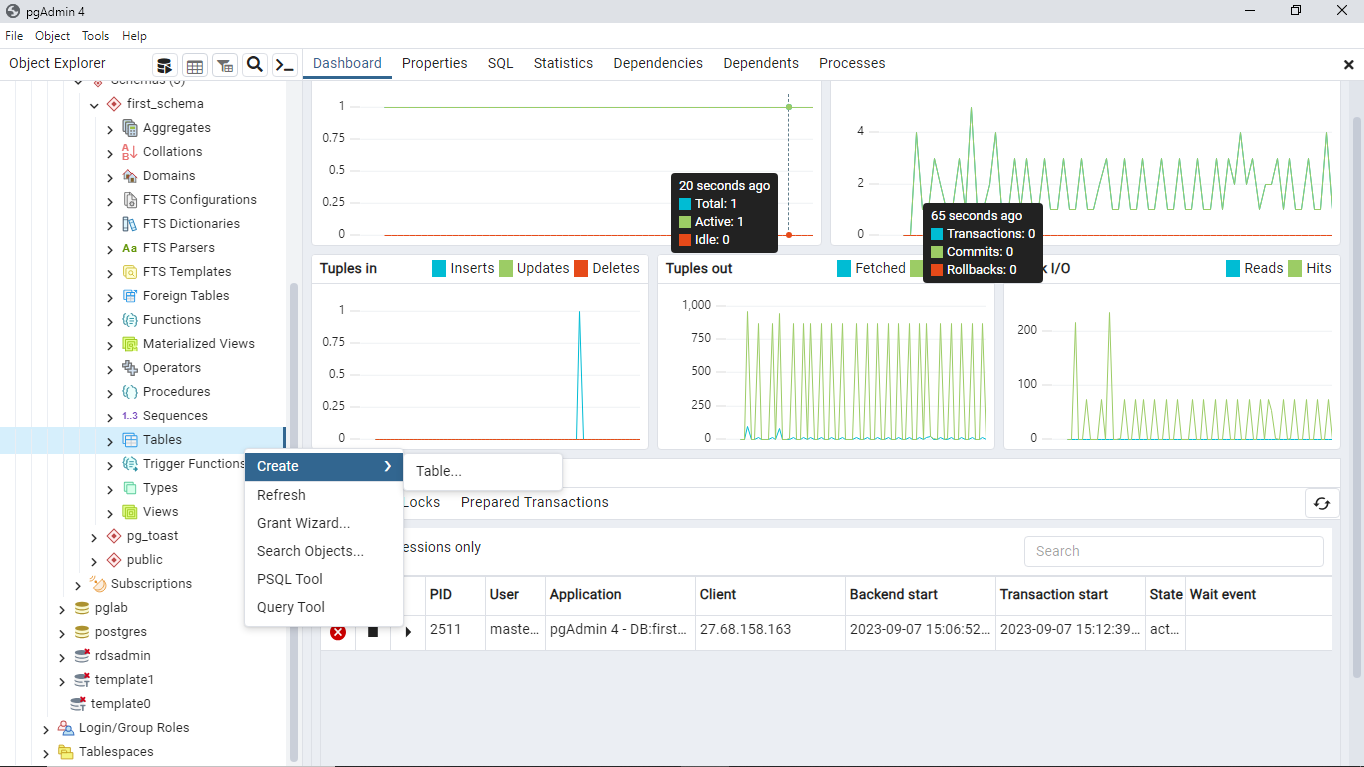 pgAdmin 4
File Object Tools Help
Object Explorer
Dashboard Properties SQL Statistics Dependencies Dependents Processes
Schemas (3)
first_schema
Aggregates
Collations
Domains
FTS Configurations
FTS Dictionaries
FTS Parsers
FTS Templates
Foreign Tables
Functions
Materialized Views
Operators
Procedures
1..3 Sequences
Tables
Trigger Functions
Types
Views
pg_toast
public
Subscriptions
pglab
postgres
rdsadmin
template1
template0
Login/Group Roles
Tablespaces
Create
Refresh
Grant Wizard...
Search Objects...
PSQL Tool
Query Tool
Table...
1
0.75
0.5
0.25
0
20 seconds ago
Total: 1
Active: 1
Idle: 0
4
2
0
65 seconds ago
Transactions: 0
Commits: 0
Rollbacks: 0
Tuples in Inserts Updates Deletes
1
0.75
0.5
0.25
0
Tuples out Fetched
1,000
750
500
250
0
k I/O Reads Hits
200
100
0
Locks Prepared Transactions
essions only
Search
PID User Application Client Backend start Transaction start State Wait event
2511 maste... pgAdmin 4 - DB:first... 27.68.158.163 2023-09-07 15:06:52... 2023-09-07 15:12:39... act...